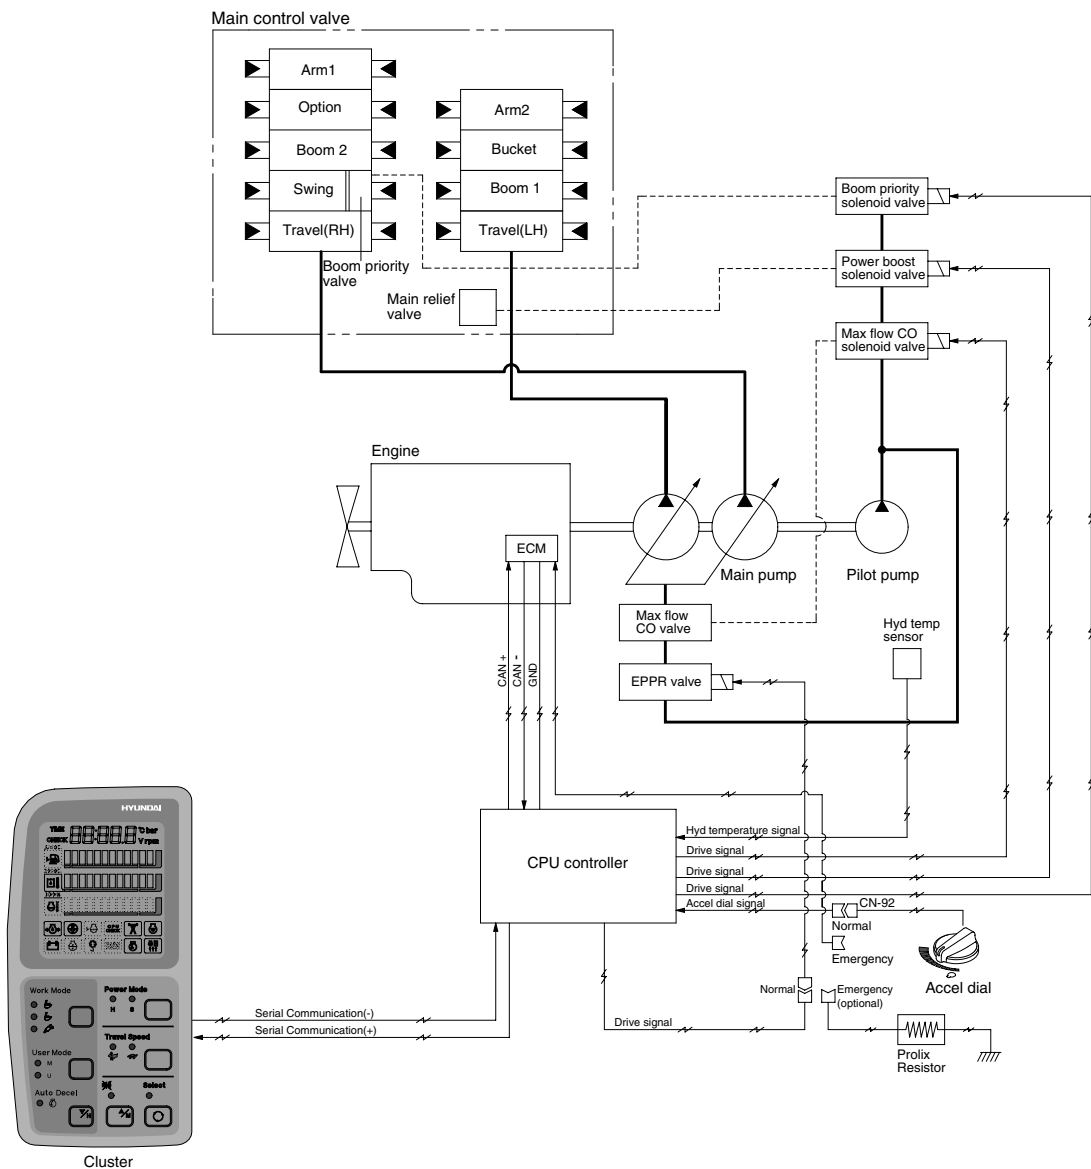 Main control valve
Arm1
Option
Boom 2
Swing
Travel(RH)
Arm2
Bucket
Boom 1
Travel(LH)
Boom priority
valve
Main relief
valve
Boom priority
solenoid valve
Power boost
solenoid valve
Max flow CO
solenoid valve
Engine
ECM
Main pump
Pilot pump
Max flow
CO valve
EPPR valve
Hyd temp
sensor
CAN +
CAN -
GND
CPU controller
Hyd temperature signal
Drive signal
Drive signal
Drive signal
Accel dial signal
CN-92
Normal
Emergency
Accel dial
Normal
Emergency
(optional)
Drive signal
Prolix
Resistor
Serial Communication(-)
Serial Communication(+)
HYUNDAI
TIME
CHECK
°C bar
V rpm
Work Mode
Power Mode
H
S
Travel Speed
User Mode
M
U
Auto Decel
Select
Cluster